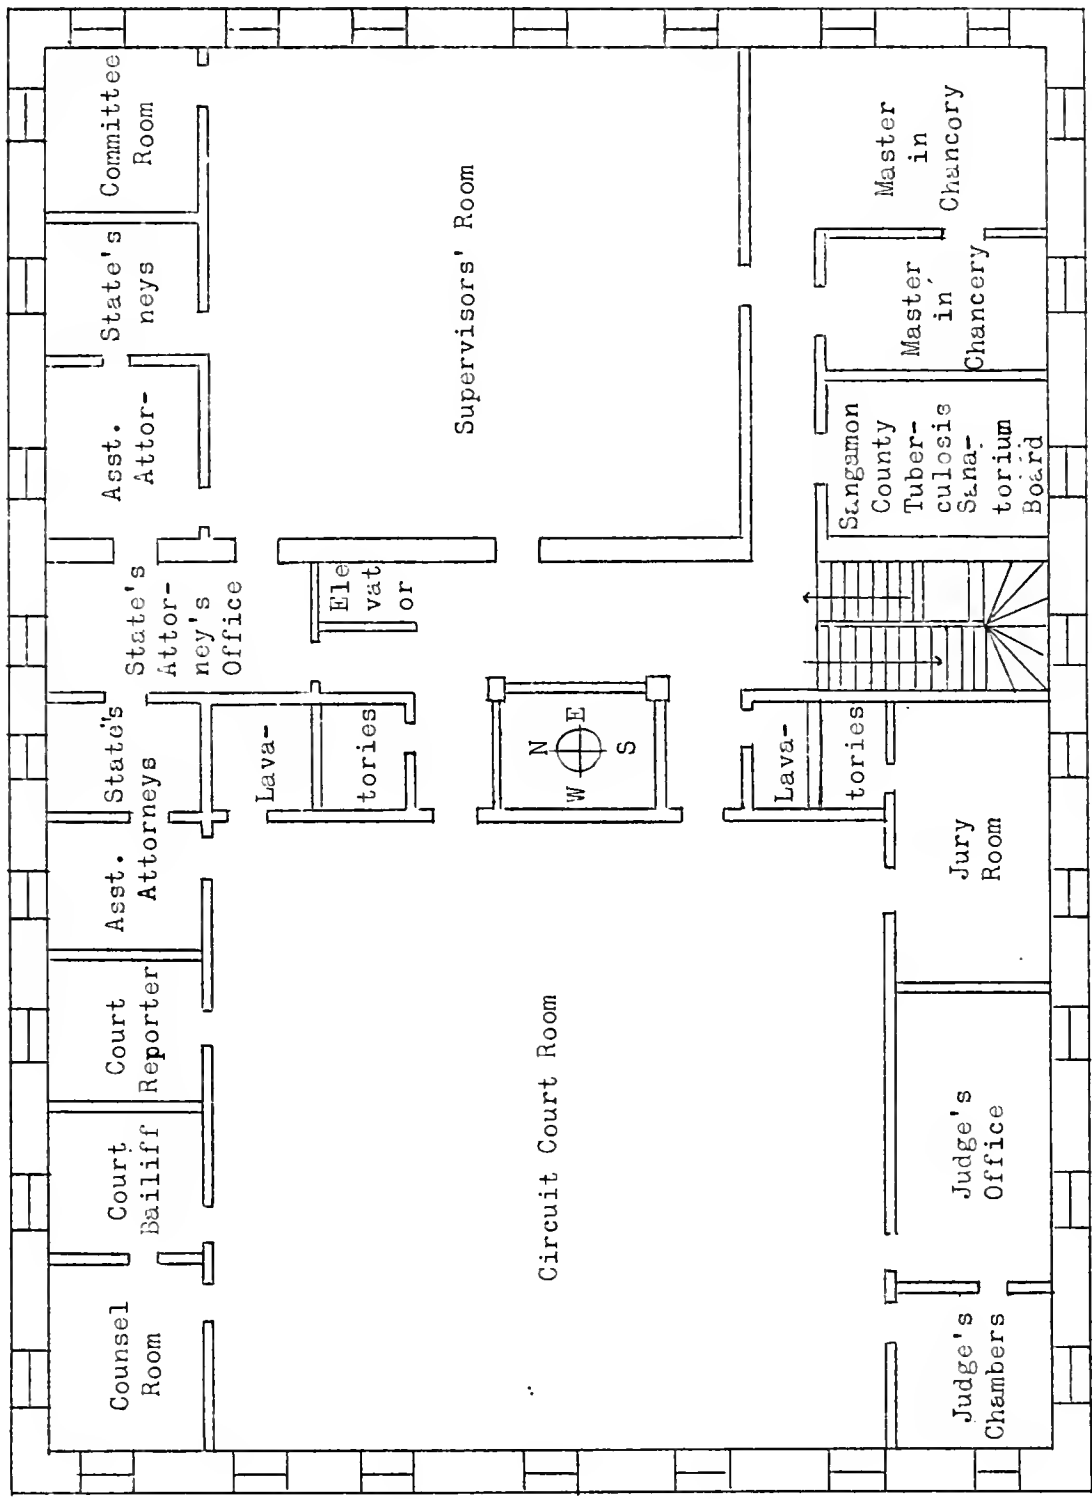 Counsel
Room
Court
Bailiff
Court
Reporter
Asst.
Attorneys
State's
State's
Attor-
ney's
Office
Asst.
Attor-
State's
neys
Committee
Room
Lava-
tories
Ele
vat
or
Supervisors' Room
Circuit Court Room
N
E
S
W
Lava-
tories
Judge's
Chambers
Judge's
Office
Jury
Room
Sangamon
County
Tuber-
culosis
Sana-
torium
Board
Master
in
Chancery
Master
in
Chancory